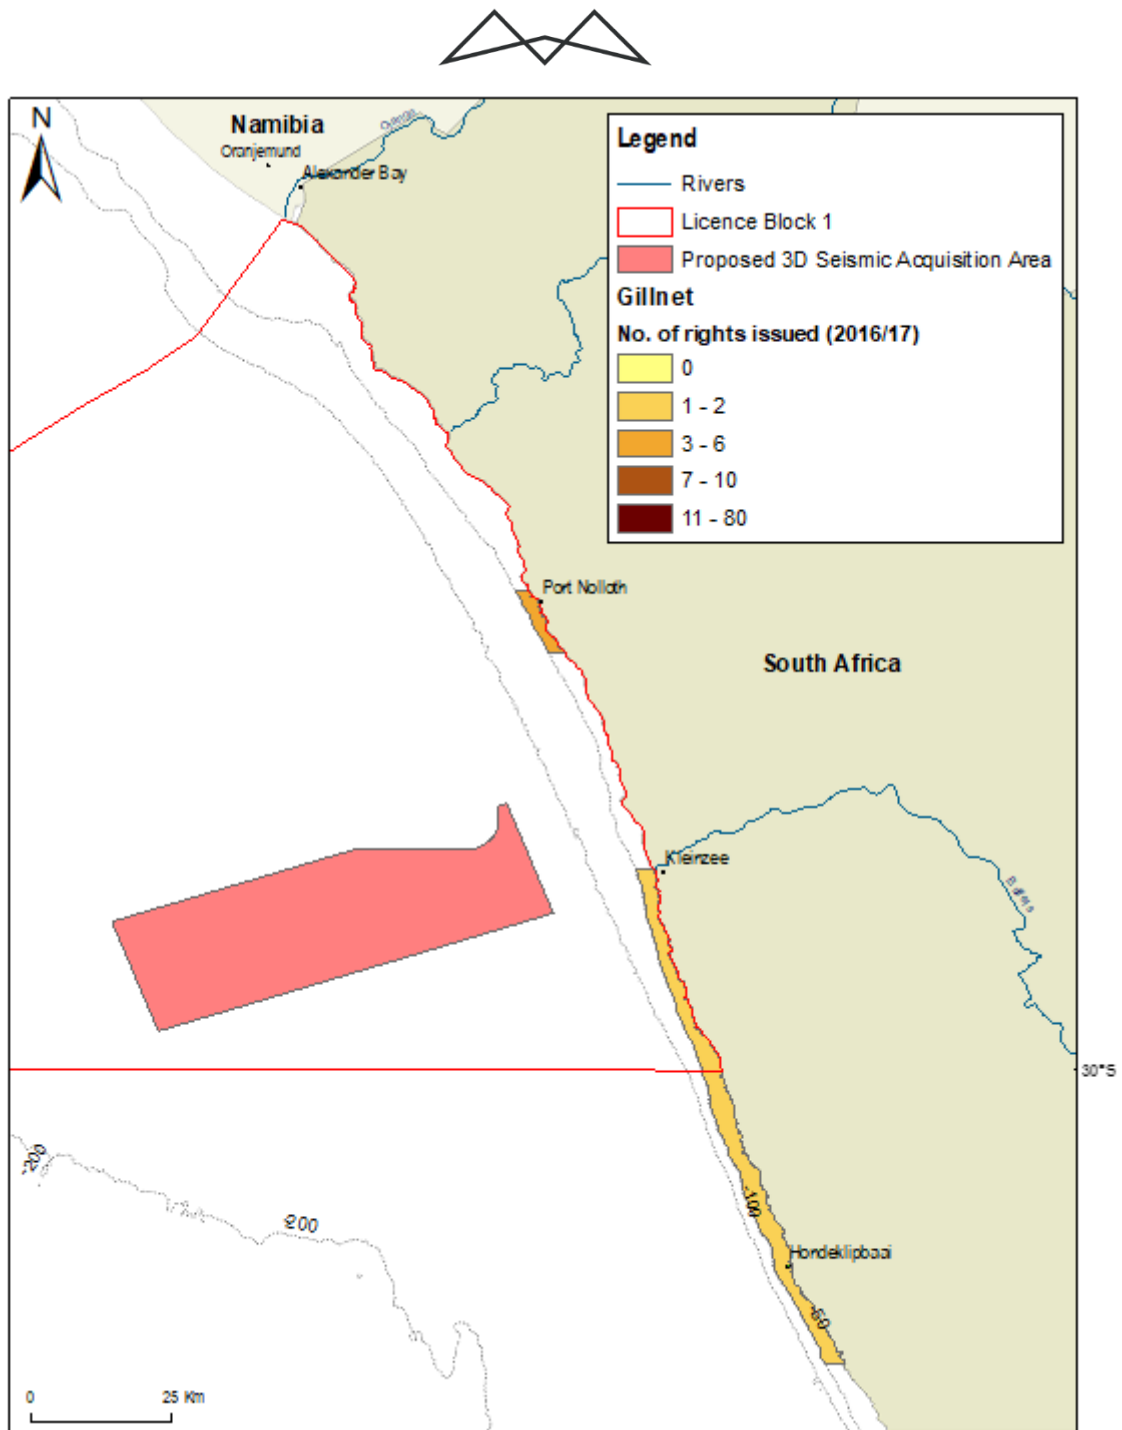 N
Namibia
Oranjemund
Alexander Bay
Legend
Rivers
Licence Block 1
Proposed 3D Seismic Acquisition Area
Gillnet
No. of rights issued (2016/17)
0
1 - 2
3 - 6
7 - 10
11 - 80
Port Nolloth
South Africa
Kleinzee
Buffels
30°S
-200
-200
-100
Hondeklipbaai
-50
0 25 Km